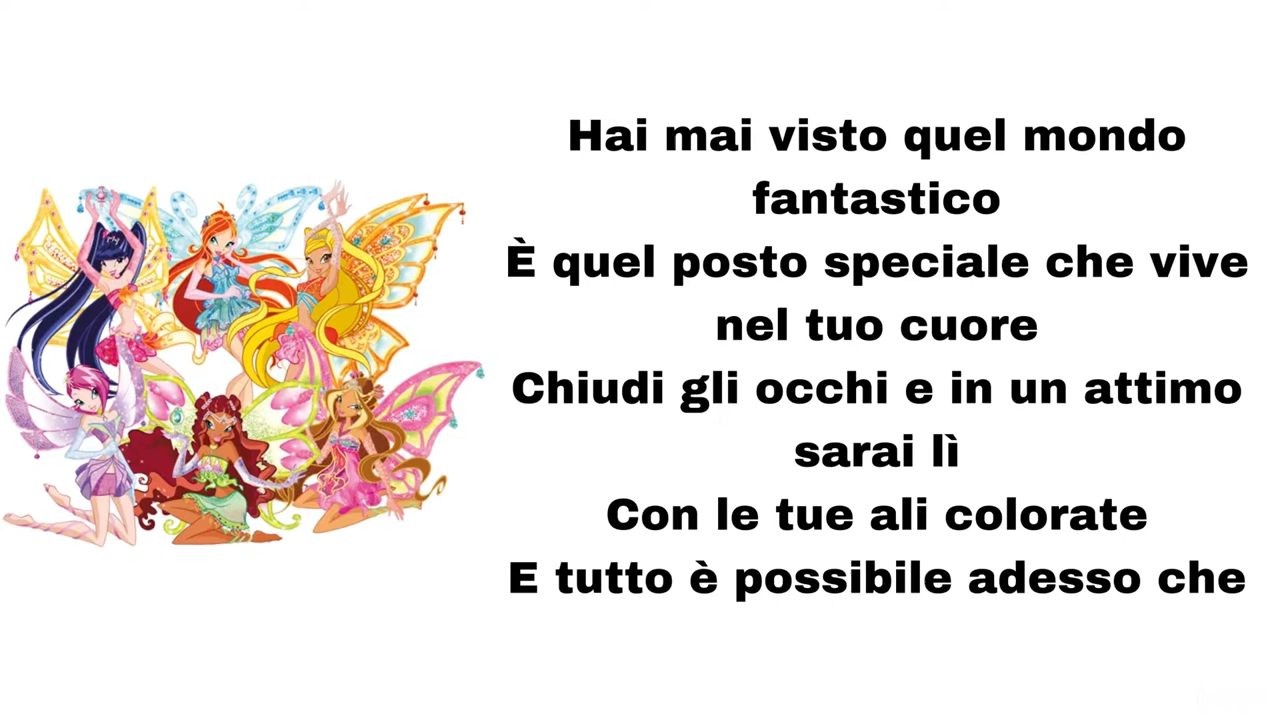 Hai mai visto quel mondo
fantastico
È quel posto speciale che vive
nel tuo cuore
Chiudi gli occhi e in un attimo
sarai lì
Con le tue ali colorate
E tutto è possibile adesso che